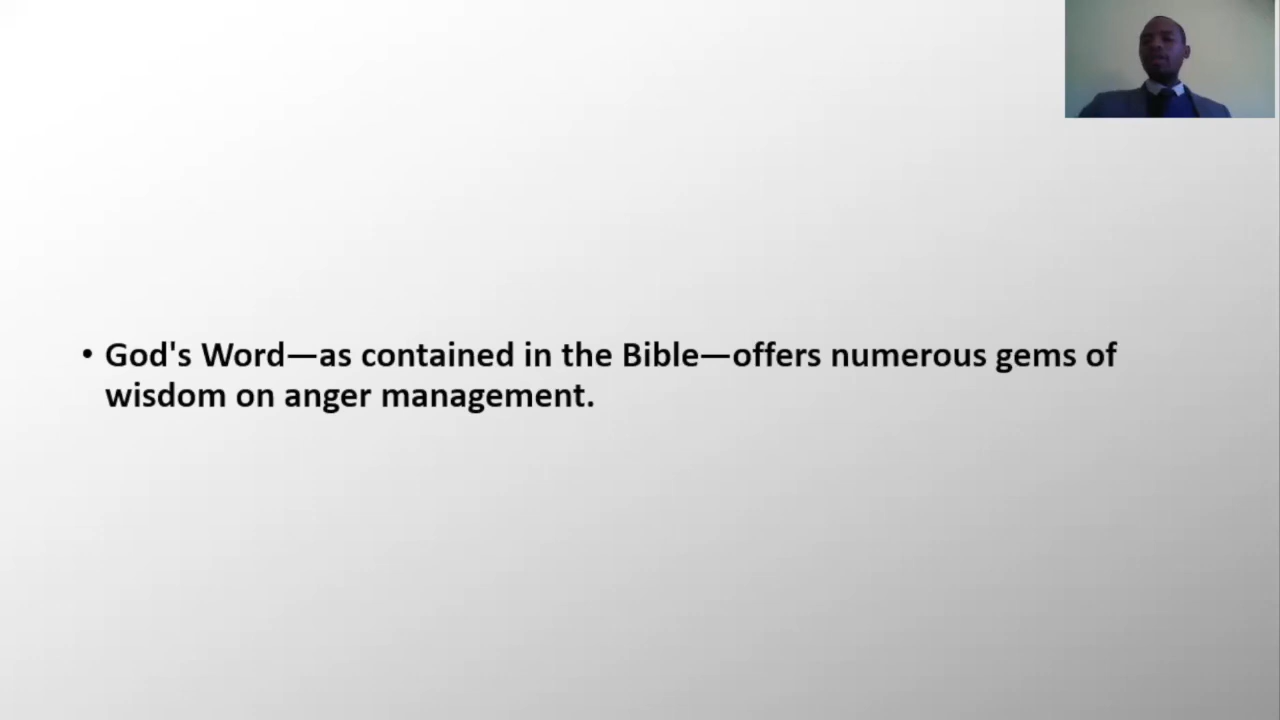 • God's Word—as contained in the Bible—offers numerous gems of
wisdom on anger management.